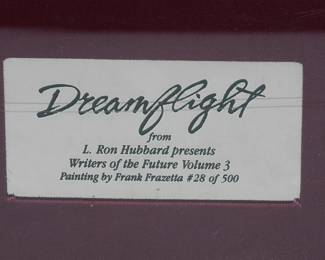 Dreamflight
from
L. Ron Hubbard presents
Writers of the Future Volume 3
Painting by Frank Frazetta #28 of 500